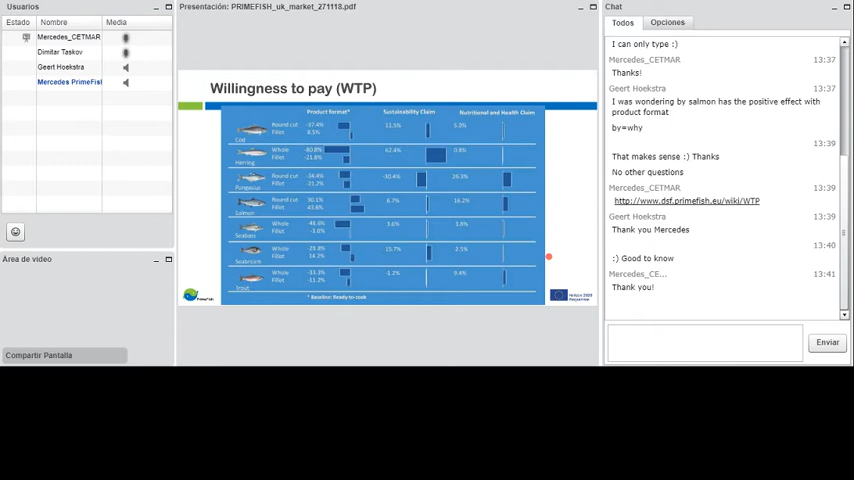 Usuarios
Presentación: PRIMEFISH_uk_market_271118.pdf
Chat
Estado Nombre Media
Mercedes_CETMAR
Dimitar Taskov
Geert Hoekstra
Mercedes PrimeFisl
Área de video
Compartir Pantalla
Willingness to pay (WTP)
Product format* Sustainability Claim Nutritional and Health Claim
Cod Round cut -37.4% 11.5% 5.0%
Fillet 8.5%
Herring Whole -80.8% 62.4% 0.8%
Fillet -21.8%
Pangasius Round cut -34.4% -30.4% 26.3%
Fillet -21.2%
Salmon Round cut 30.1% 6.7% 16.2%
Fillet 43.6%
Seabass Whole 3.6% 3.8%
Fillet
Seabream Whole 15.7% 2.5%
Fillet 14.2%
Trout Whole -33.3% -1.2% 9.4%
Fillet -11.2%
* Baseline: Ready-to-cook
PrimeFish
Horizon 2020
Programme
Todos Opciones
I can only type :)
Mercedes_CETMAR 13:37
Thanks!
Geert Hoekstra 13:37
I was wondering by salmon has the positive effect with
product format
by=why
13:39
That makes sense :) Thanks
No other questions
Mercedes_CETMAR 13:39
http://www.dsf.primefish.eu/wiki/WTP
Geert Hoekstra 13:39
Thank you Mercedes
13:40
:) Good to know
Mercedes_CE... 13:41
Thank you!
Enviar